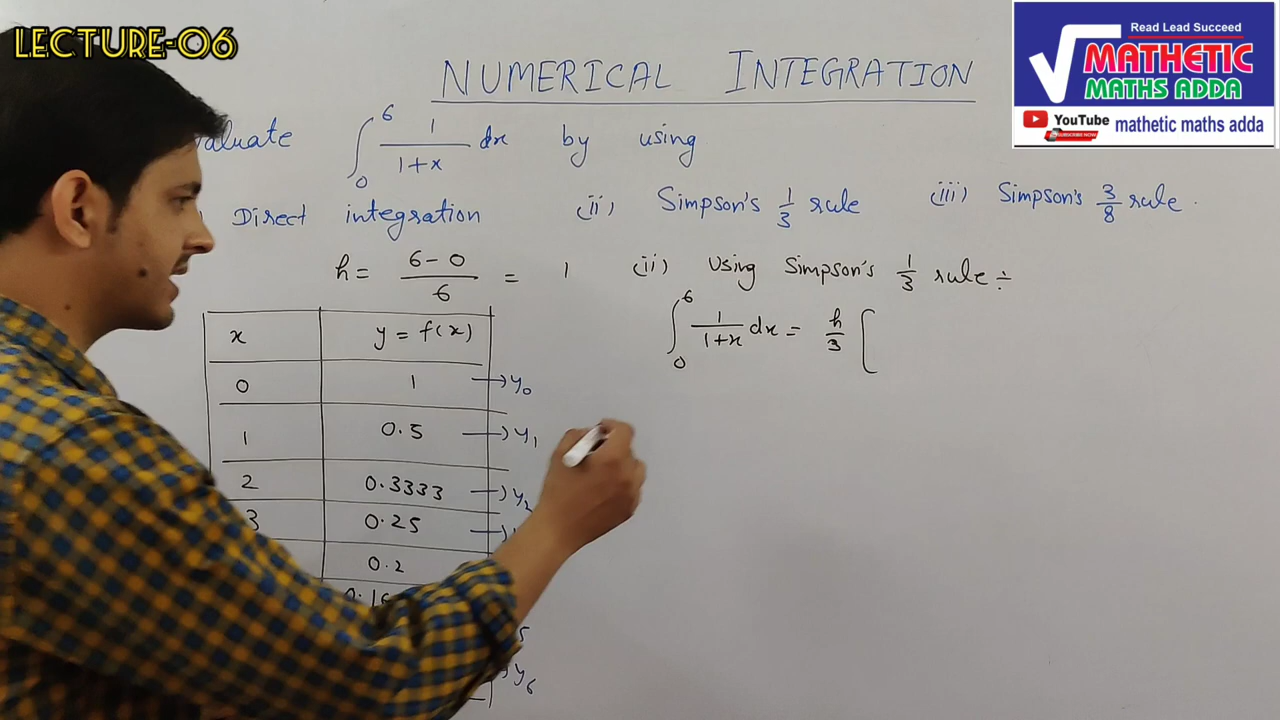 LECTURE-06
Read Lead Succeed
MATHETIC
MATHS ADDA
YouTube mathetic maths adda
SUBSCRIBE NOW
NUMERICAL INTEGRATION
∫₀⁶ 1/(1+x) dx by using
Direct integration (ii) Simpson's 1/3 rule (iii) Simpson's 3/8 rule.
h = (6-0)/6 = 1
(ii) Using Simpson's 1/3 rule ÷
∫₀⁶ 1/(1+x) dx = h/3 [
x y = f(x)
0 1 → y₀
1 0.5 → y₁
2 0.3333 → y₂
3 0.25 →
0.2
y₆